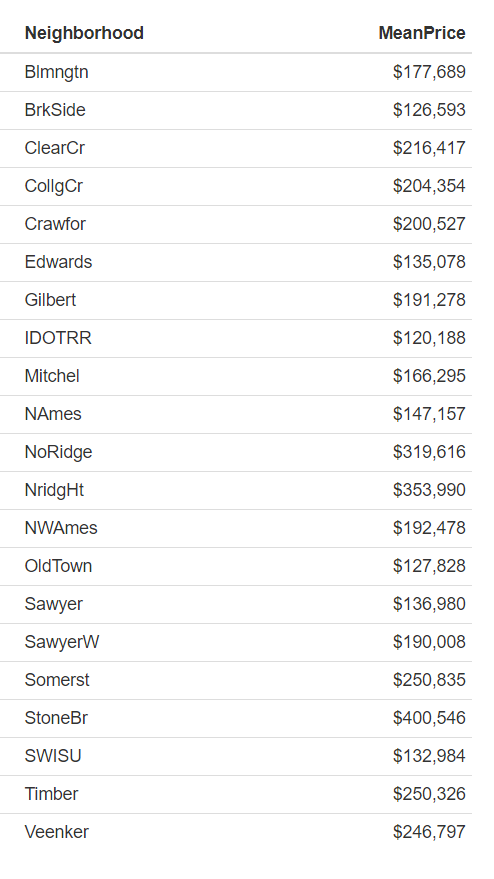 Neighborhood MeanPrice
Blmngtn $177,689
BrkSide $126,593
ClearCr $216,417
CollgCr $204,354
Crawfor $200,527
Edwards $135,078
Gilbert $191,278
IDOTRR $120,188
Mitchel $166,295
NAmes $147,157
NoRidge $319,616
NridgHt $353,990
NWAmes $192,478
OldTown $127,828
Sawyer $136,980
SawyerW $190,008
Somerst $250,835
StoneBr $400,546
SWISU $132,984
Timber $250,326
Veenker $246,797